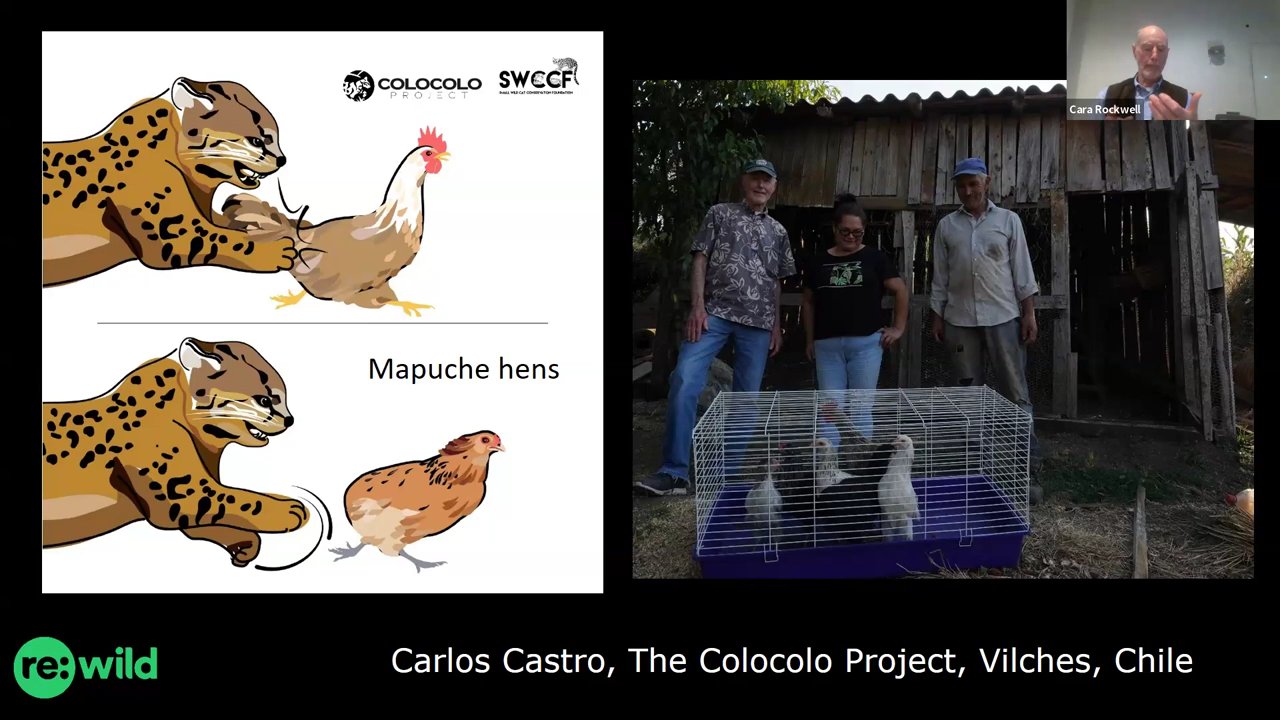 COLOCOLO
PROJECT
SWCCF
SMALL WILD CAT CONSERVATION FOUNDATION
Cara Rockwell
Mapuche hens
re:wild
Carlos Castro, The Colocolo Project, Vilches, Chile